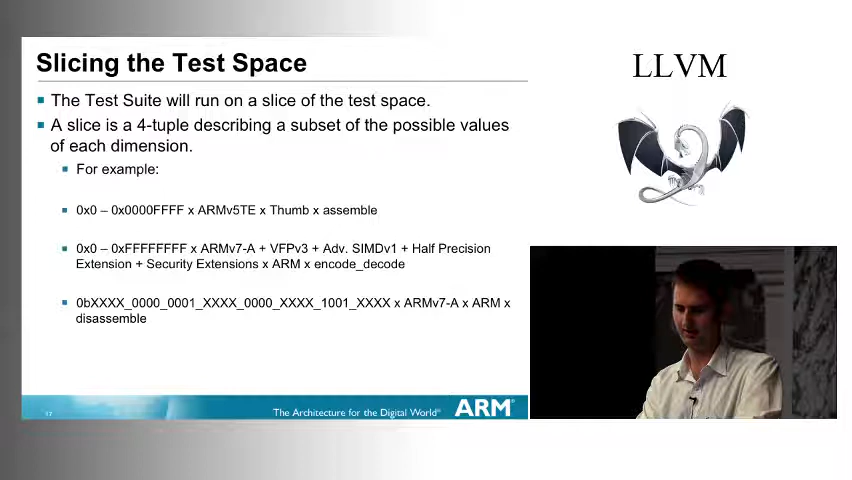 Slicing the Test Space
The Test Suite will run on a slice of the test space.
A slice is a 4-tuple describing a subset of the possible values
of each dimension.
For example:
0x0 – 0x0000FFFF x ARMv5TE x Thumb x assemble
0x0 – 0xFFFFFFFF x ARMv7-A + VFPv3 + Adv. SIMDv1 + Half Precision
Extension + Security Extensions x ARM x encode_decode
0bXXXX_0000_0001_XXXX_0000_XXXX_1001_XXXX x ARMv7-A x ARM x
disassemble
17
The Architecture for the Digital World®
ARM®
LLVM